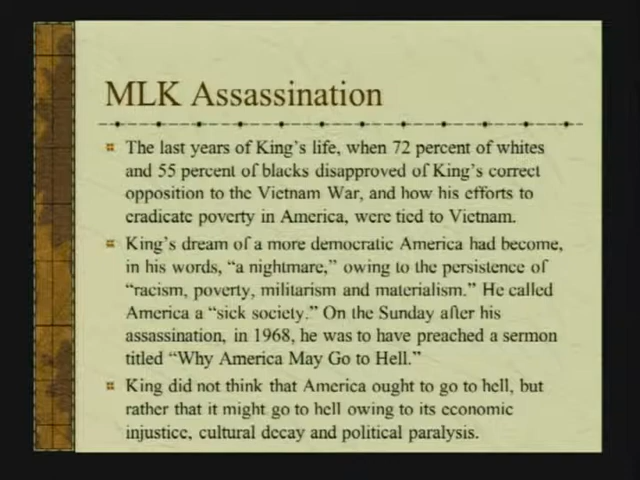 MLK Assassination
The last years of King's life, when 72 percent of whites
and 55 percent of blacks disapproved of King's correct
opposition to the Vietnam War, and how his efforts to
eradicate poverty in America, were tied to Vietnam.
King's dream of a more democratic America had become,
in his words, “a nightmare,” owing to the persistence of
“racism, poverty, militarism and materialism.” He called
America a “sick society.” On the Sunday after his
assassination, in 1968, he was to have preached a sermon
titled “Why America May Go to Hell.”
King did not think that America ought to go to hell, but
rather that it might go to hell owing to its economic
injustice, cultural decay and political paralysis.